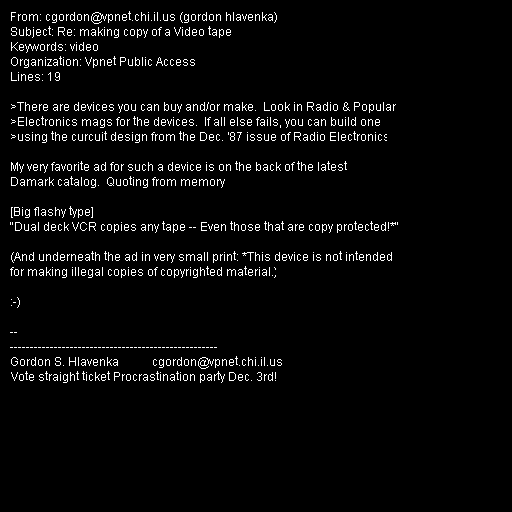 From: cgordon@vpnet.chi.il.us (gordon hlavenka)
Subject: Re: making copy of a Video tape
Keywords: video
Organization: Vpnet Public Access
Lines: 19
>There are devices you can buy and/or make.  Look in Radio & Popular
>Electronics mags for the devices.  If all else fails, you can build one
>using the curcuit design from the Dec. '87 issue of Radio Electronics
My very favorite ad for such a device is on the back of the latest
Damark catalog.  Quoting from memory
[Big flashy type]
"Dual deck VCR copies any tape -- Even those that are copy protected!*"
(And underneath the ad in very small print: *This device is not intended
for making illegal copies of copyrighted material.)
:-)
--
----------------------------------------------------
Gordon S. Hlavenka          cgordon@vpnet.chi.il.us
Vote straight ticket Procrastination party Dec. 3rd!